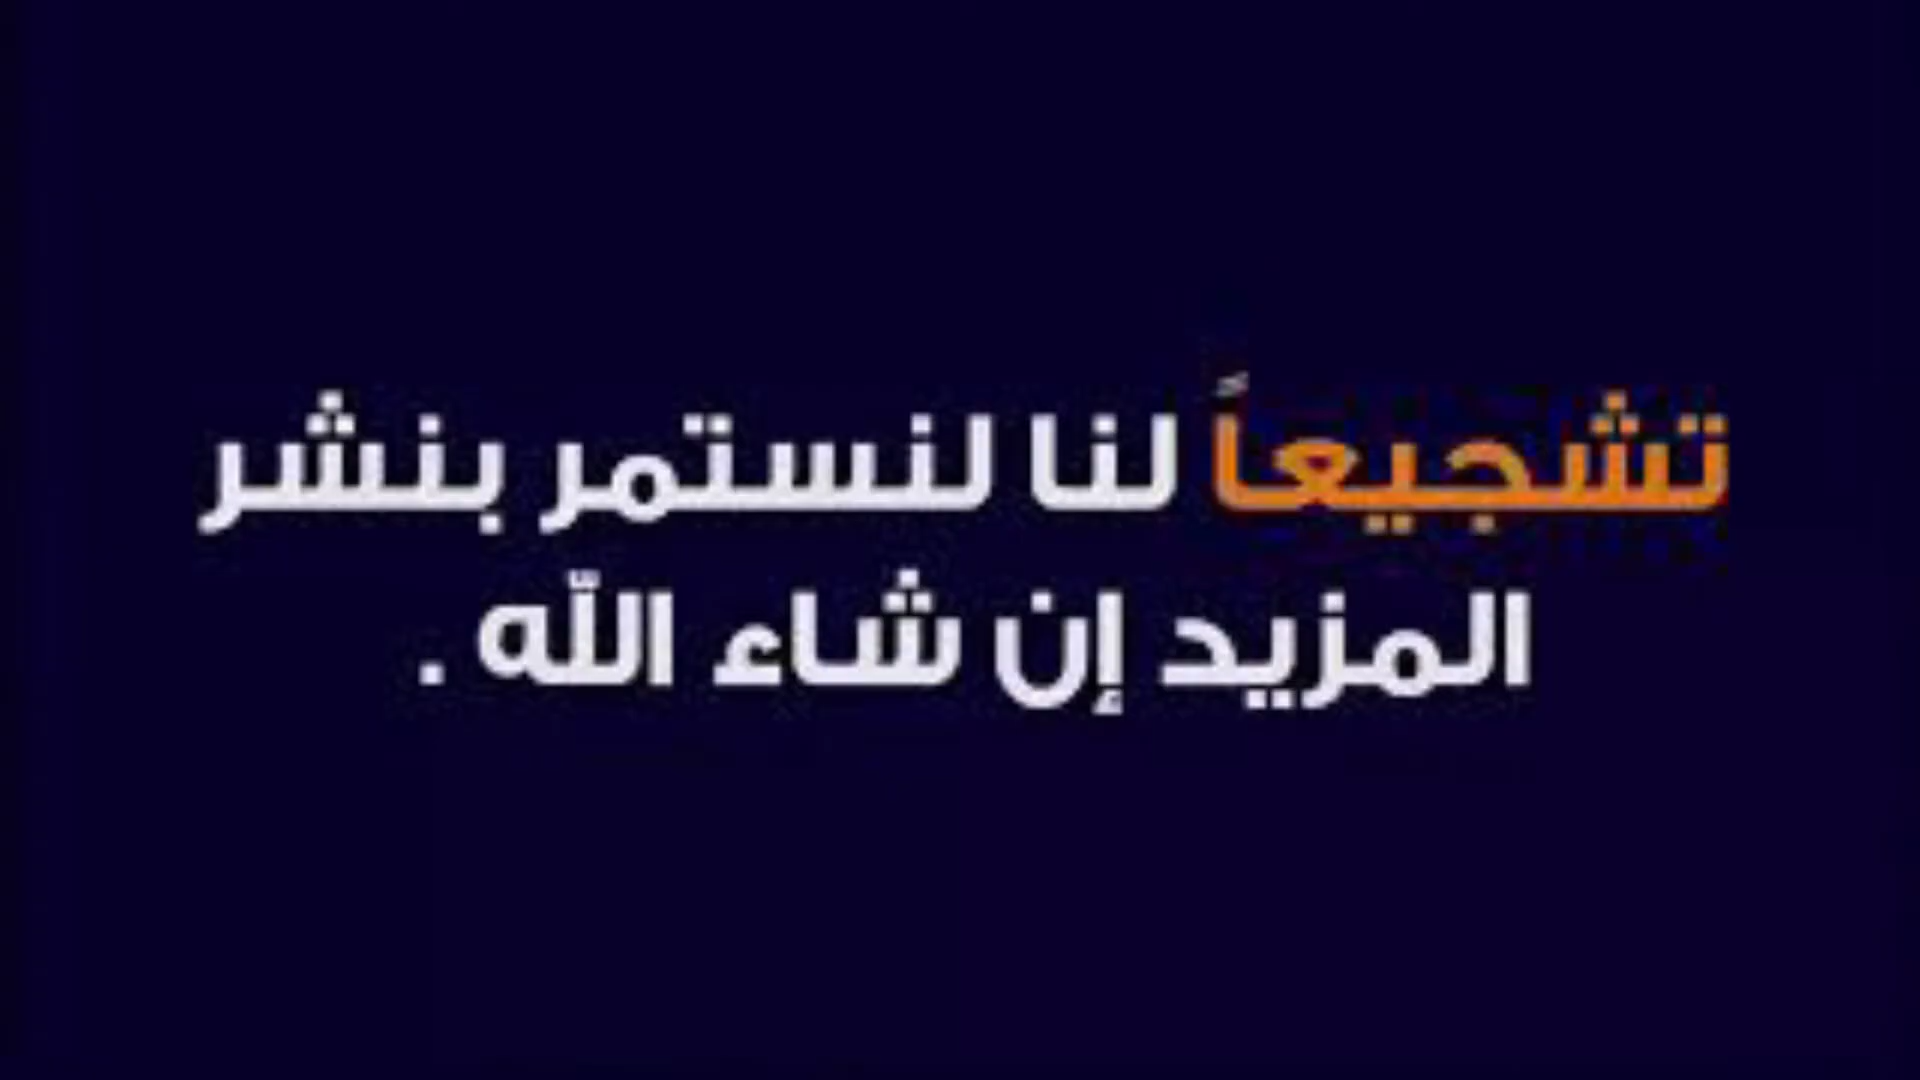 تشجيعاً لنا لنستمر بنشر
المزيد إن شاء الله .